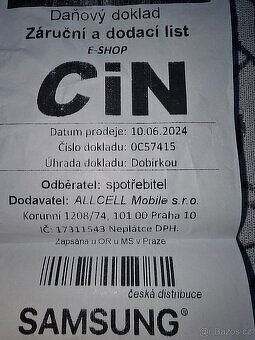 Daňový doklad
Záruční a dodací list
E-SHOP
CiN
Datum prodeje: 10.06.2024
Číslo dokladu: 0C57415
Úhrada dokladu: Dobírkou
Odběratel: spotřebitel
Dodavatel: ALLCELL Mobile s.r.o.
Korunni 1208/74, 101 00 Praha 10
IČ: 17311543 Neplátce DPH.
Zapsána u OR u MS v Praze
česká distribuce
SAMSUNG®